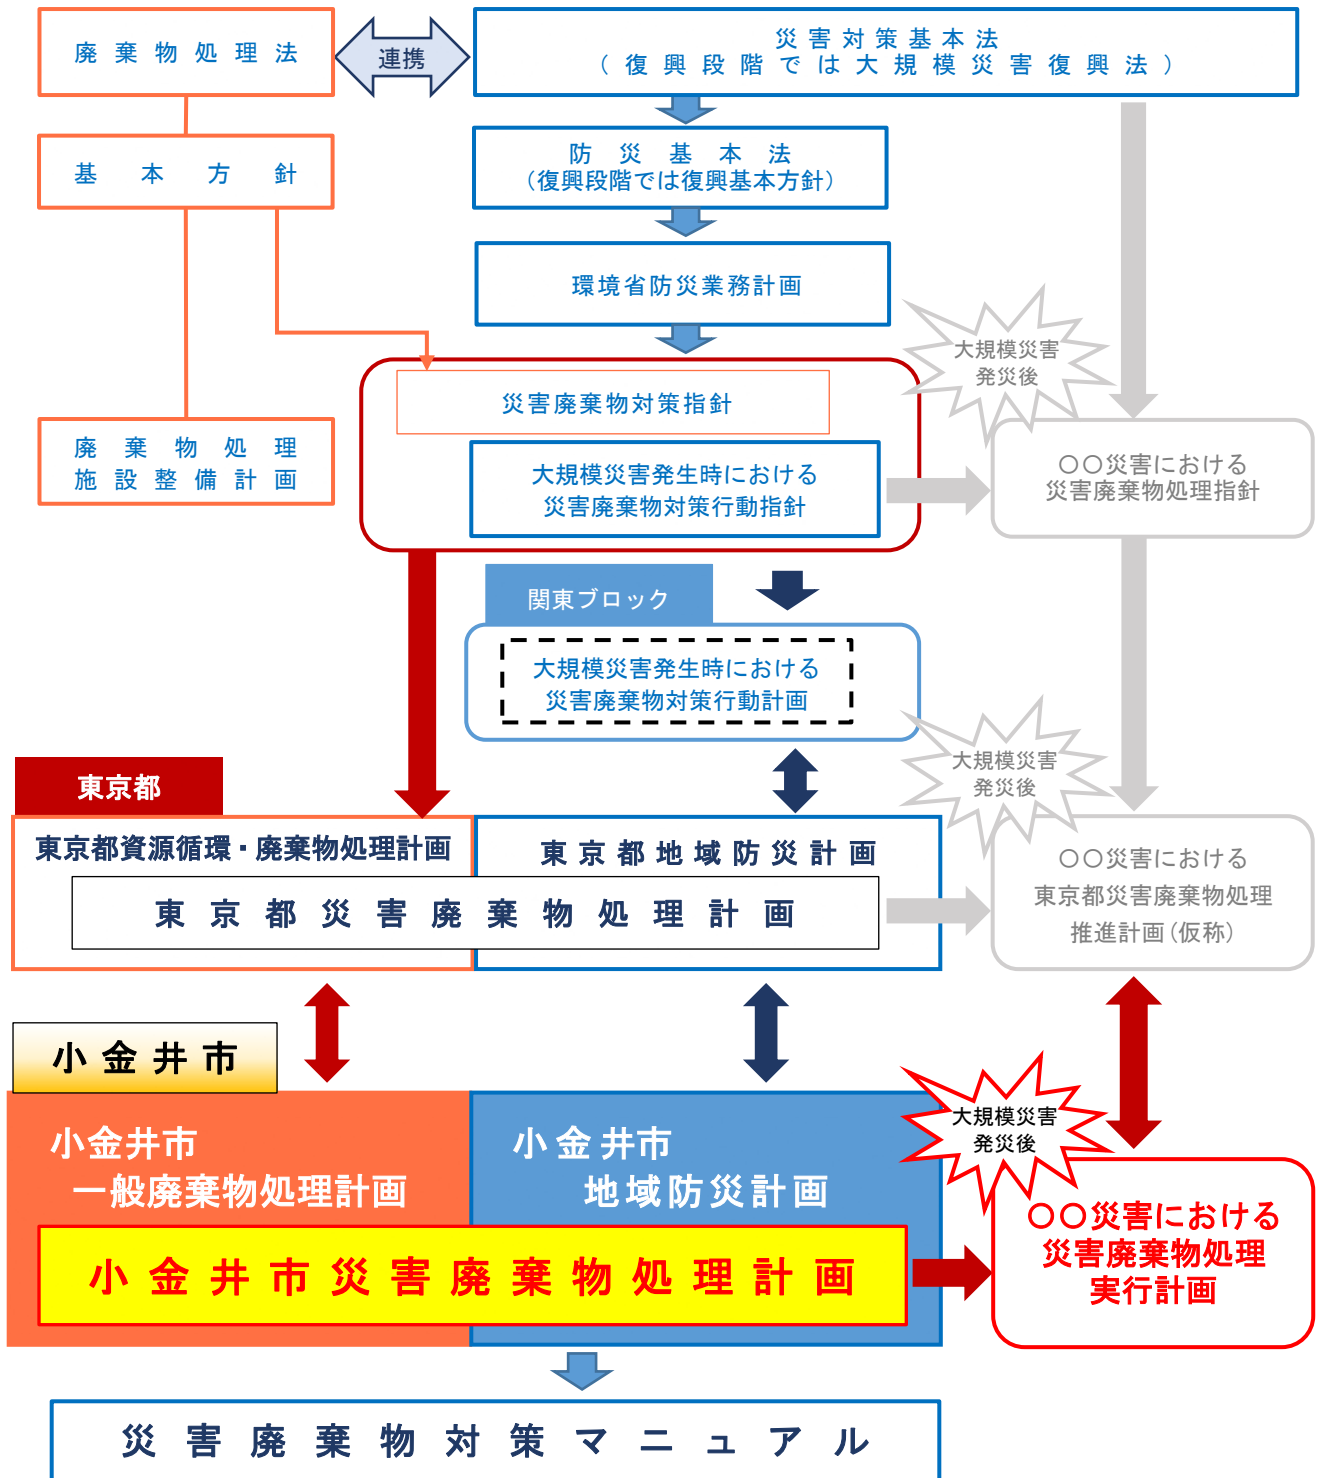 廃棄物処理法
連携
災害対策基本法
（復興段階では大規模災害復興法）
基本方針
防災基本法
（復興段階では復興基本方針）
環境省防災業務計画
大規模災害
発災後
災害廃棄物対策指針
廃棄物処理
施設整備計画
大規模災害発生時における
災害廃棄物対策行動指針
〇〇災害における
災害廃棄物処理指針
関東ブロック
大規模災害発生時における
災害廃棄物対策行動計画
大規模災害
発災後
東京都
東京都資源循環・廃棄物処理計画
東京都地域防災計画
東京都災害廃棄物処理計画
〇〇災害における
東京都災害廃棄物処理
推進計画（仮称）
小金井市
小金井市
一般廃棄物処理計画
小金井市
地域防災計画
大規模災害
発災後
小金井市災害廃棄物処理計画
〇〇災害における
災害廃棄物処理
実行計画
災害廃棄物対策マニュアル